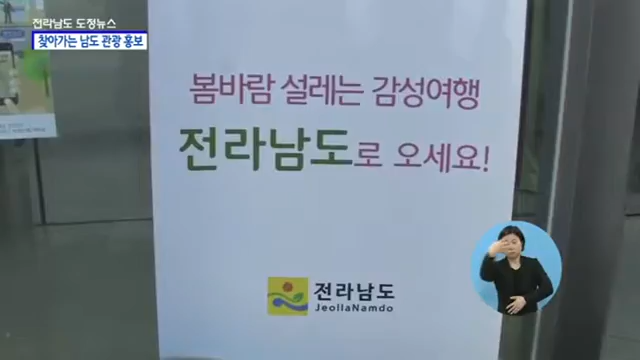 전라남도 도정뉴스
찾아가는 남도 관광 홍보
봄바람 설레는 감성여행
전라남도로 오세요!
전라남도
JeollaNamdo